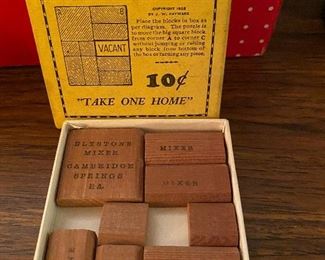 B
VACANT
COPYRIGHT
BY J. W. HAYWARD
Place the blocks in box as
per diagram. The puzzle is
to move the big square block
from corner A to corner C
without jumping or raising
any block from bottom of
the box or turning any piece.
10¢
"TAKE ONE HOME"
MIXER
CAMBRIDGE
SPRINGS
PA.
MIXER
MIXER